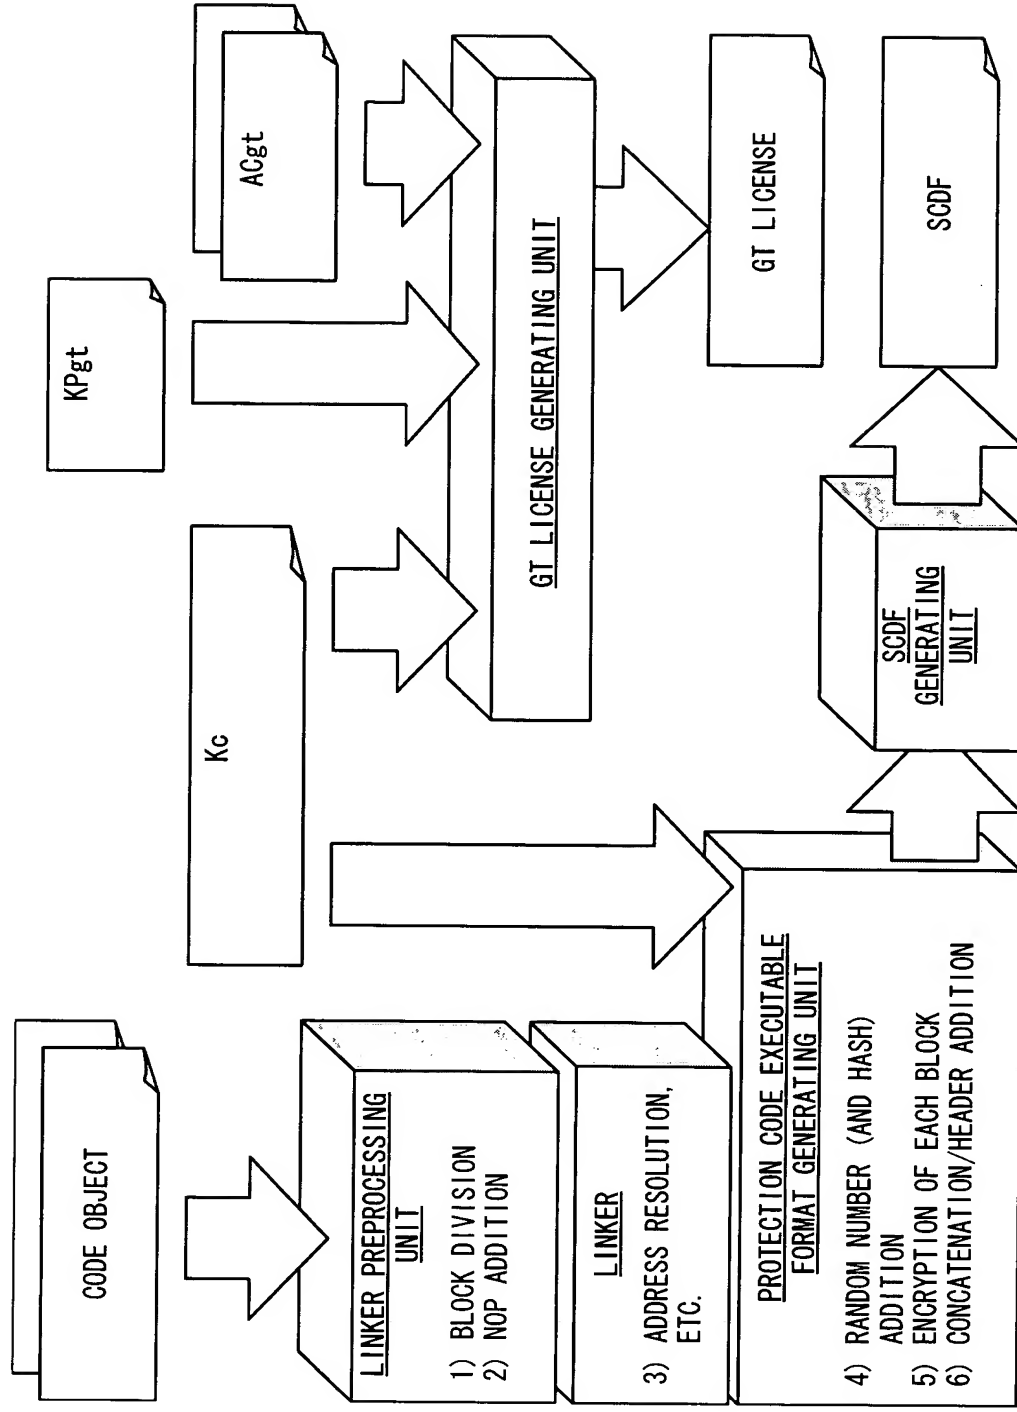 CODE OBJECT
LINKER PREPROCESSING
UNIT
1) BLOCK DIVISION
2) NOP ADDITION
LINKER
3) ADDRESS RESOLUTION,
ETC.
PROTECTION CODE EXECUTABLE
FORMAT GENERATING UNIT
4) RANDOM NUMBER (AND HASH)
ADDITION
5) ENCRYPTION OF EACH BLOCK
6) CONCATENATION/HEADER ADDITION
Kc
KPgt
ACgt
GT LICENSE GENERATING UNIT
GT LICENSE
SCDF
GENERATING
UNIT
SCDF